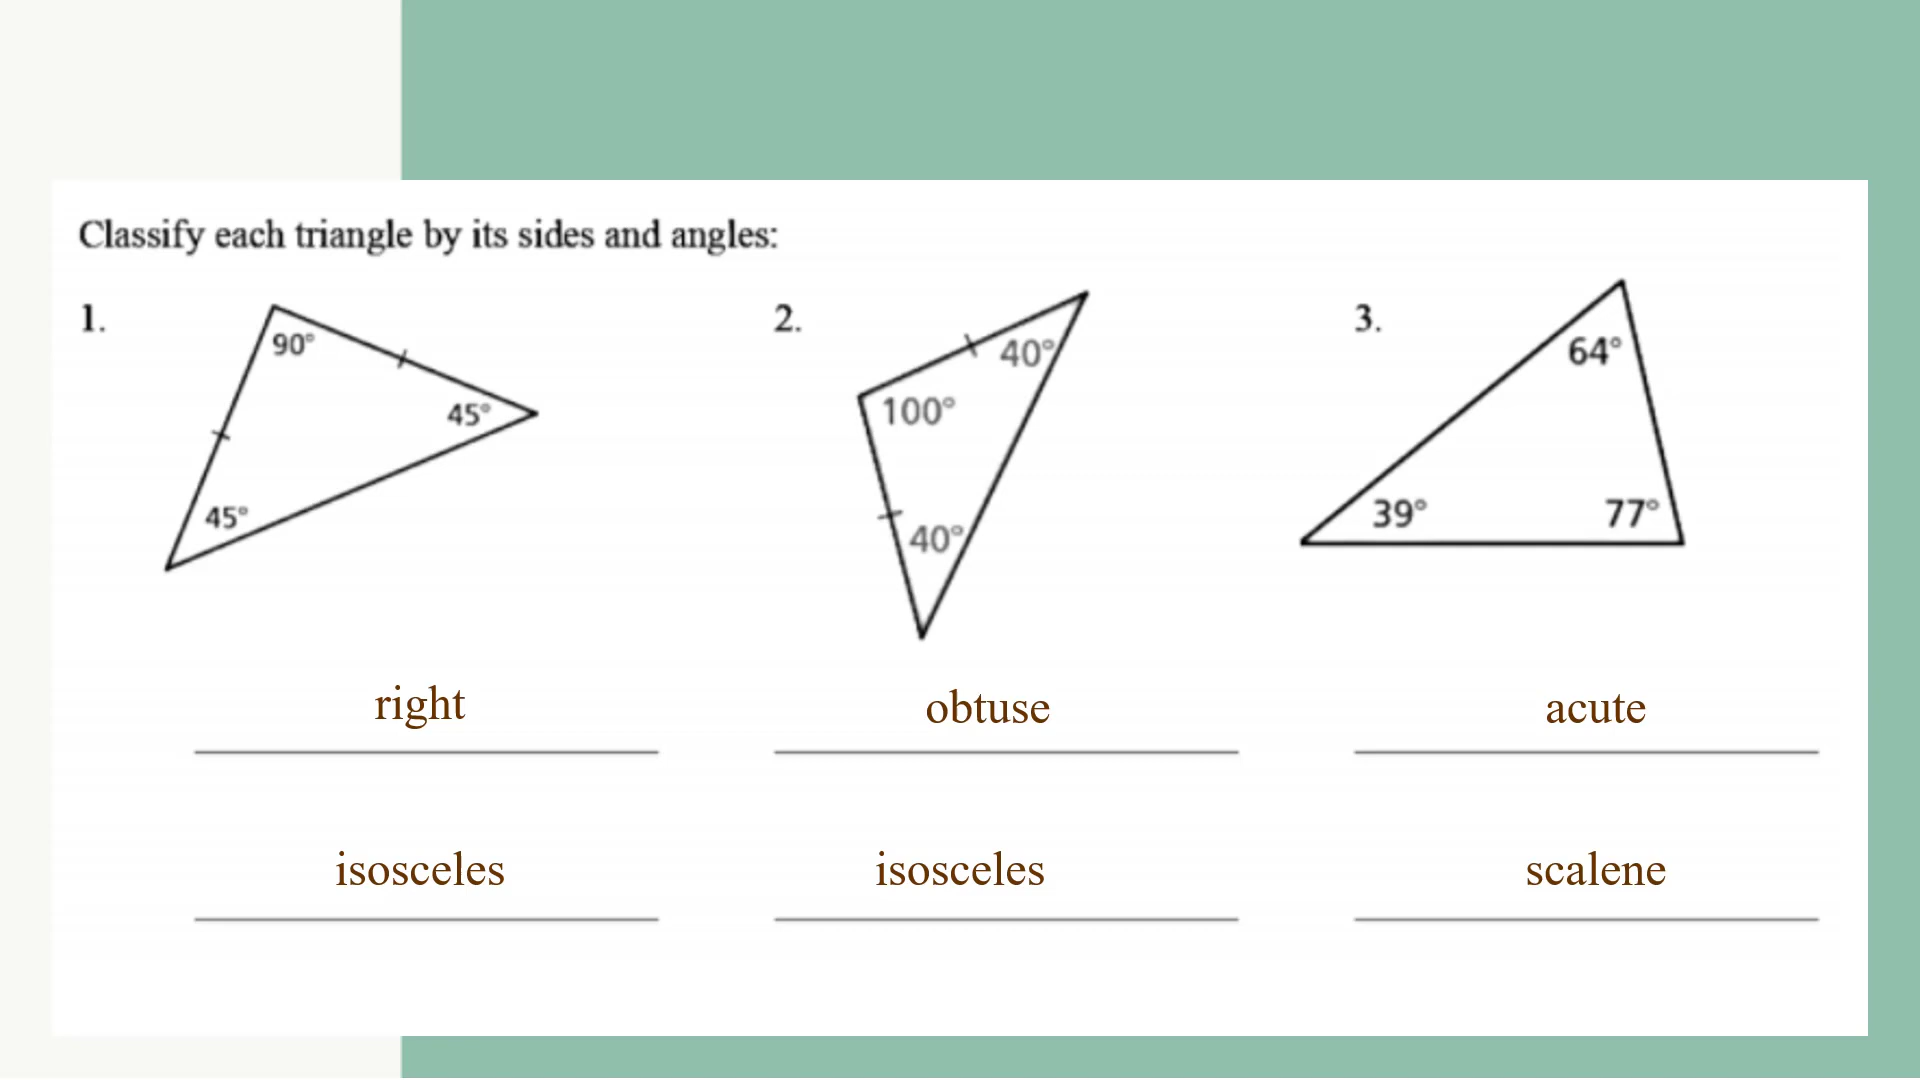 Classify each triangle by its sides and angles:
1.
90°
45°
45°
2.
40°
100°
40°
3.
64°
39°
77°
right
obtuse
acute
isosceles
isosceles
scalene